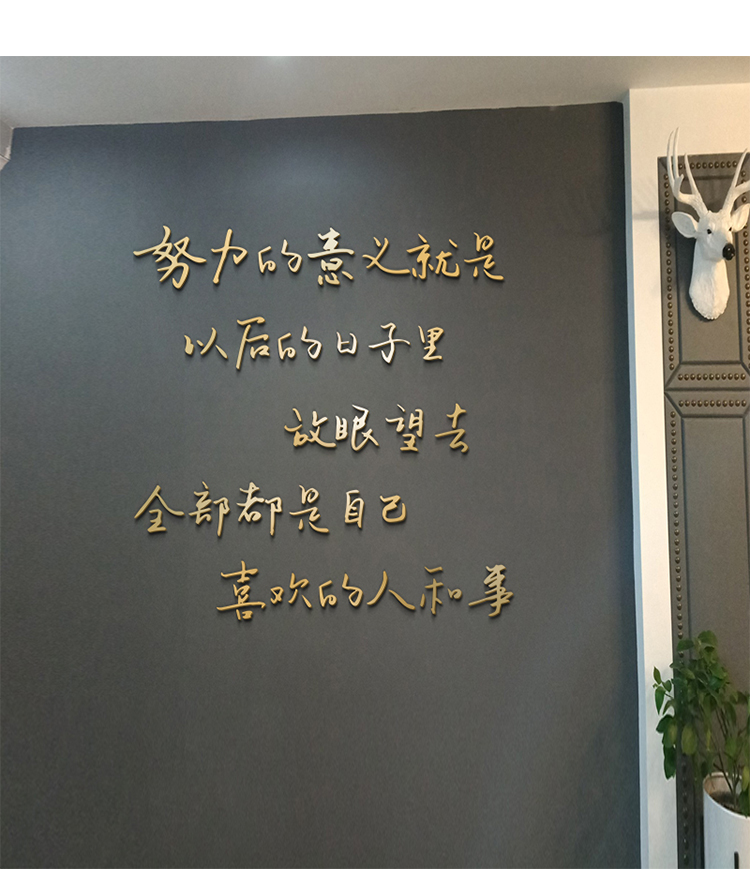 努力的意义就是
以后的日子里
放眼望去
全部都是自己
喜欢的人和事